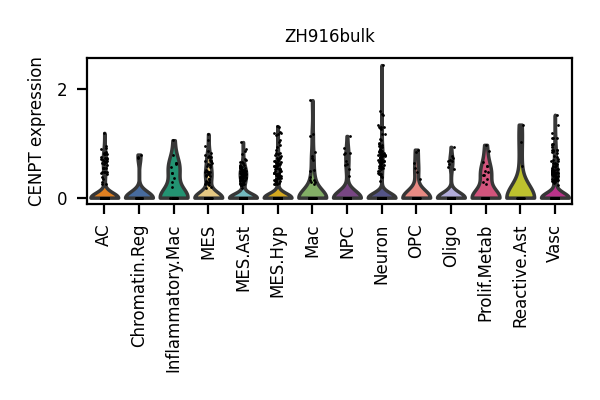 ZH916bulk
CENPT expression
2
0
AC
Chromatin.Reg
Inflammatory.Mac
MES
MES.Ast
MES.Hyp
Mac
NPC
Neuron
OPC
Oligo
Prolif.Metab
Reactive.Ast
Vasc